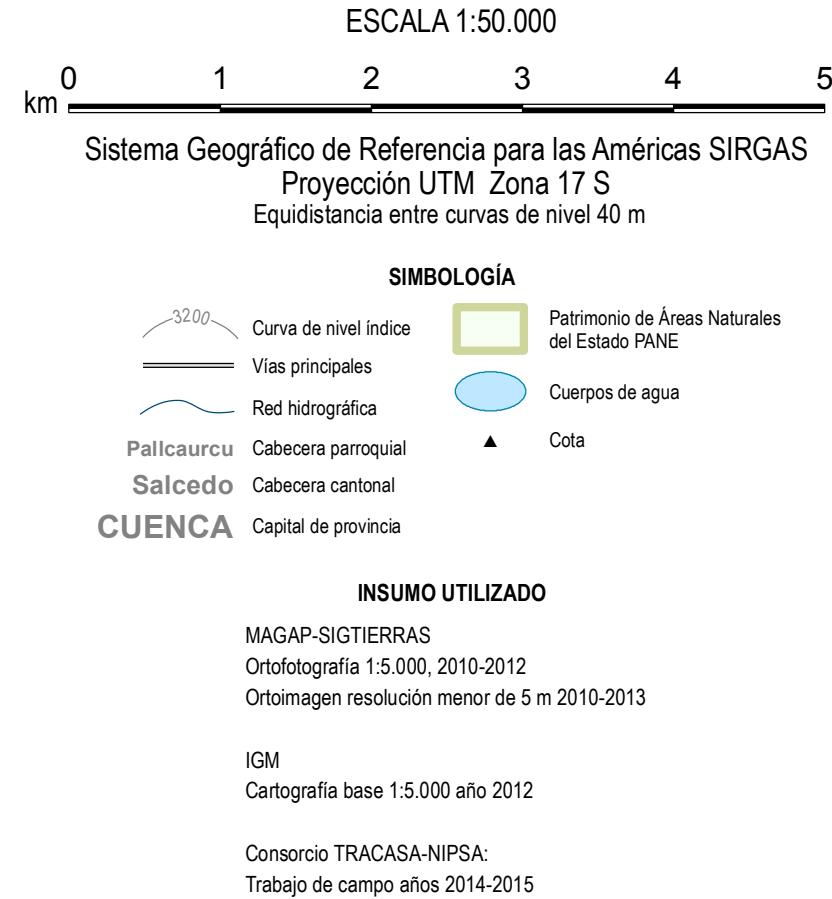 ESCALA 1:50.000
0 1 2 3 4 5
km
Sistema Geográfico de Referencia para las Américas SIRGAS
Proyección UTM Zona 17 S
Equidistancia entre curvas de nivel 40 m
SIMBOLOGÍA
3200 Curva de nivel índice
Vías principales
Red hidrográfica
Pallcaurcu Cabecera parroquial
Salcedo Cabecera cantonal
CUENCA Capital de provincia
Patrimonio de Áreas Naturales
del Estado PANE
Cuerpos de agua
Cota
INSUMO UTILIZADO
MAGAP-SIGTIERRAS
Ortofotografía 1:5.000, 2010-2012
Ortoimagen resolución menor de 5 m 2010-2013
IGM
Cartografía base 1:5.000 año 2012
Consorcio TRACASA-NIPSA:
Trabajo de campo años 2014-2015